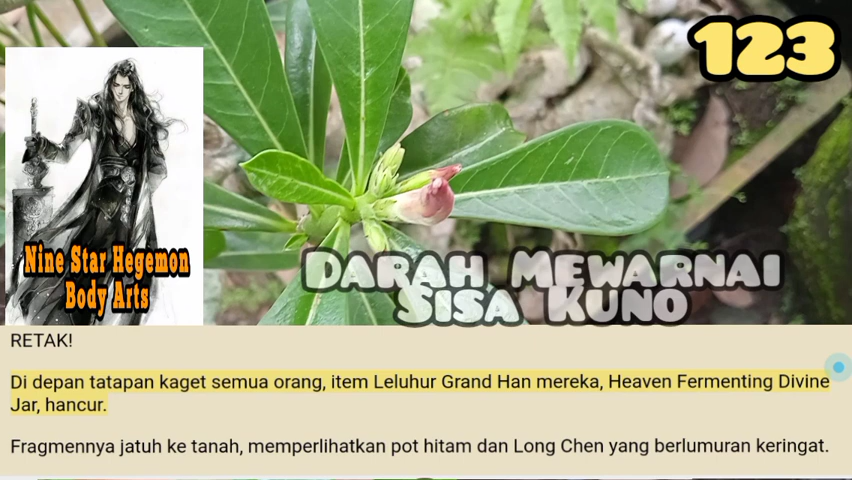 123
Nine Star Hegemon
Body Arts
Darah Mewarnai
Sisa Kuno
RETAK!
Di depan tatapan kaget semua orang, item Leluhur Grand Han mereka, Heaven Fermenting Divine
Jar, hancur.
Fragmennya jatuh ke tanah, memperlihatkan pot hitam dan Long Chen yang berlumuran keringat.